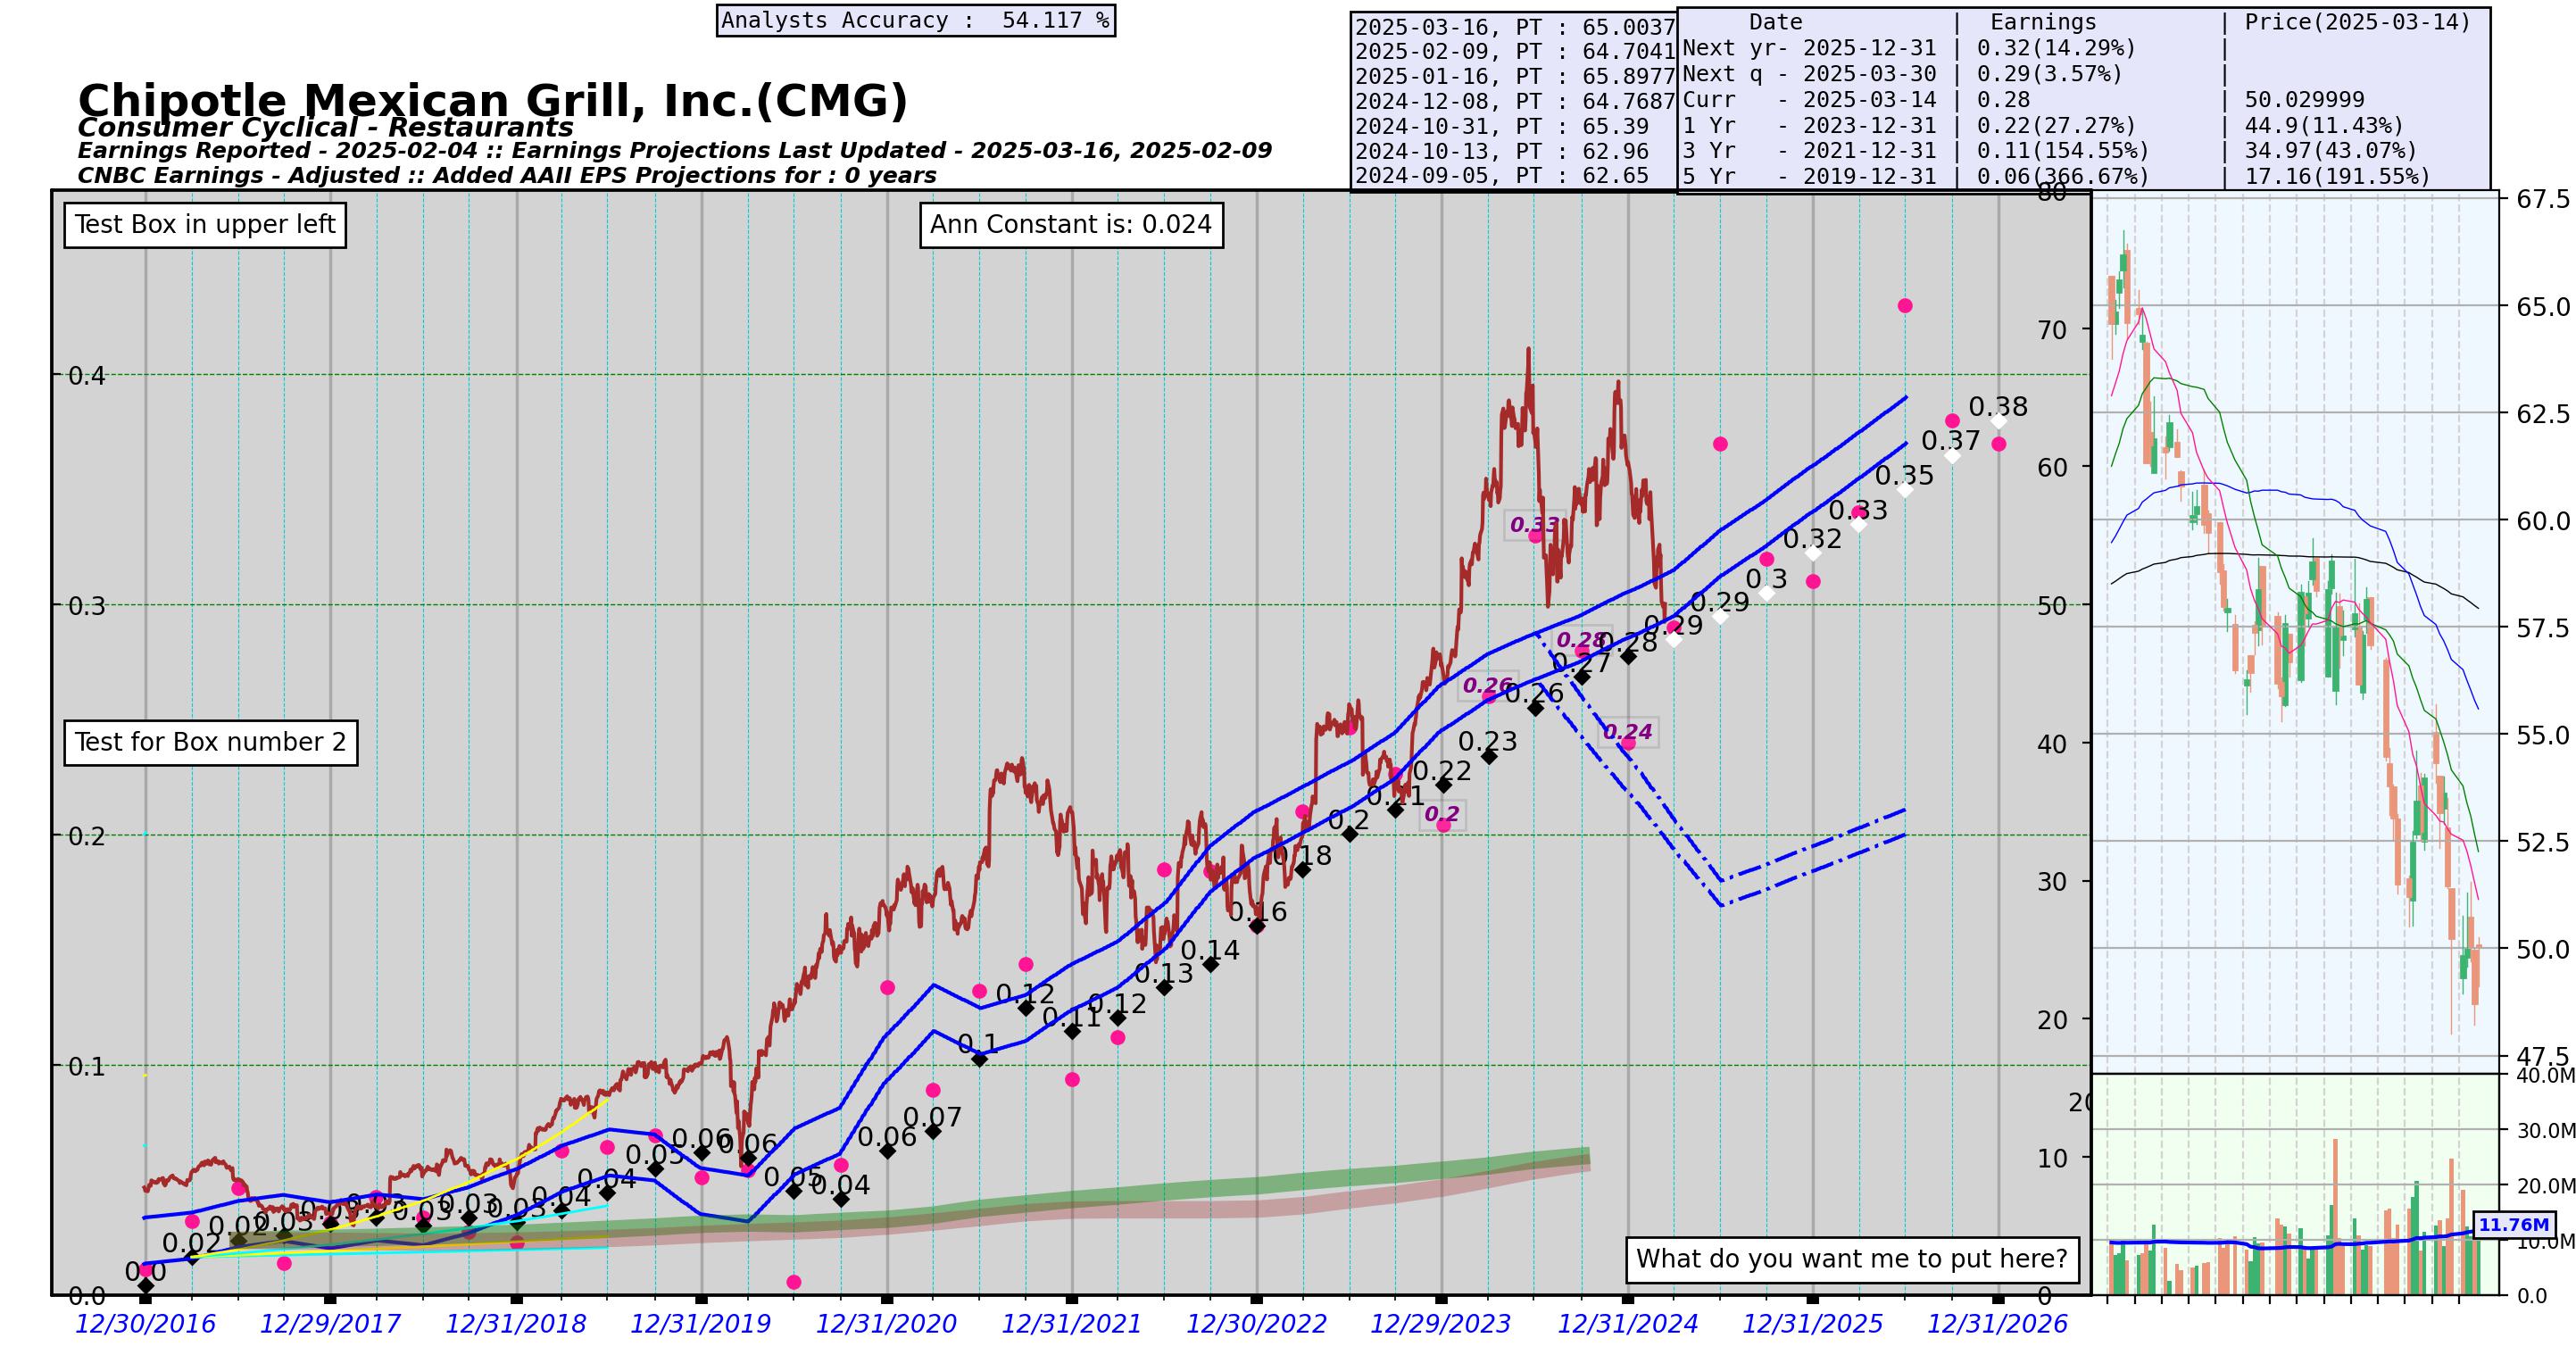 Analysts Accuracy :  54.117 %
2025-03-16, PT : 65.0037
2025-02-09, PT : 64.7041
2025-01-16, PT : 65.8977
2024-12-08, PT : 64.7687
2024-10-31, PT : 65.39
2024-10-13, PT : 62.96
2024-09-05, PT : 62.65
Date | Earnings | Price(2025-03-14)
Next yr- 2025-12-31 | 0.32(14.29%) |
Next q - 2025-03-30 | 0.29(3.57%) |
Curr - 2025-03-14 | 0.28 | 50.029999
1 Yr - 2023-12-31 | 0.22(27.27%) | 44.9(11.43%)
3 Yr - 2021-12-31 | 0.11(154.55%) | 34.97(43.07%)
5 Yr - 2019-12-31 | 0.06(366.67%) | 17.16(191.55%)
Chipotle Mexican Grill, Inc.(CMG)
Consumer Cyclical - Restaurants
Earnings Reported - 2025-02-04 :: Earnings Projections Last Updated - 2025-03-16, 2025-02-09
CNBC Earnings - Adjusted :: Added AAII EPS Projections for : 0 years
Test Box in upper left
Ann Constant is: 0.024
Test for Box number 2
What do you want me to put here?
0.4
0.3
0.2
0.1
0.0
80
70
60
50
40
30
20
10
0
0.0
0.02
0.02
0.03
0.03
0.03
0.03
0.03
0.03
0.04
0.04
0.05
0.06
0.06
0.05
0.04
0.06
0.07
0.1
0.12
0.11
0.12
0.13
0.14
0.16
0.18
0.2
0.21
0.22
0.23
0.26
0.27
0.28
0.29
0.29
0.3
0.32
0.33
0.35
0.37
0.38
0.2
0.26
0.33
0.28
0.24
67.5
65.0
62.5
60.0
57.5
55.0
52.5
50.0
47.5
40.0M
30.0M
20.0M
11.76M
10.0M
0.0
12/30/2016
12/29/2017
12/31/2018
12/31/2019
12/31/2020
12/31/2021
12/30/2022
12/29/2023
12/31/2024
12/31/2025
12/31/2026